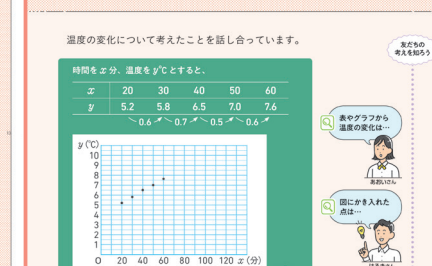 温度の変化について考えたことを話し合っています。
友だちの
考えを知ろう
時間を x 分、温度を y℃とすると、
x 20 30 40 50 60
y 5.2 5.8 6.5 7.0 7.6
0.6 0.7 0.5 0.6
表やグラフから
温度の変化は…
あおいさん
図にかき入れた
点は…
y(℃)
10
9
8
7
6
5
4
3
2
1
O 20 40 60 80 100 120 x(分)